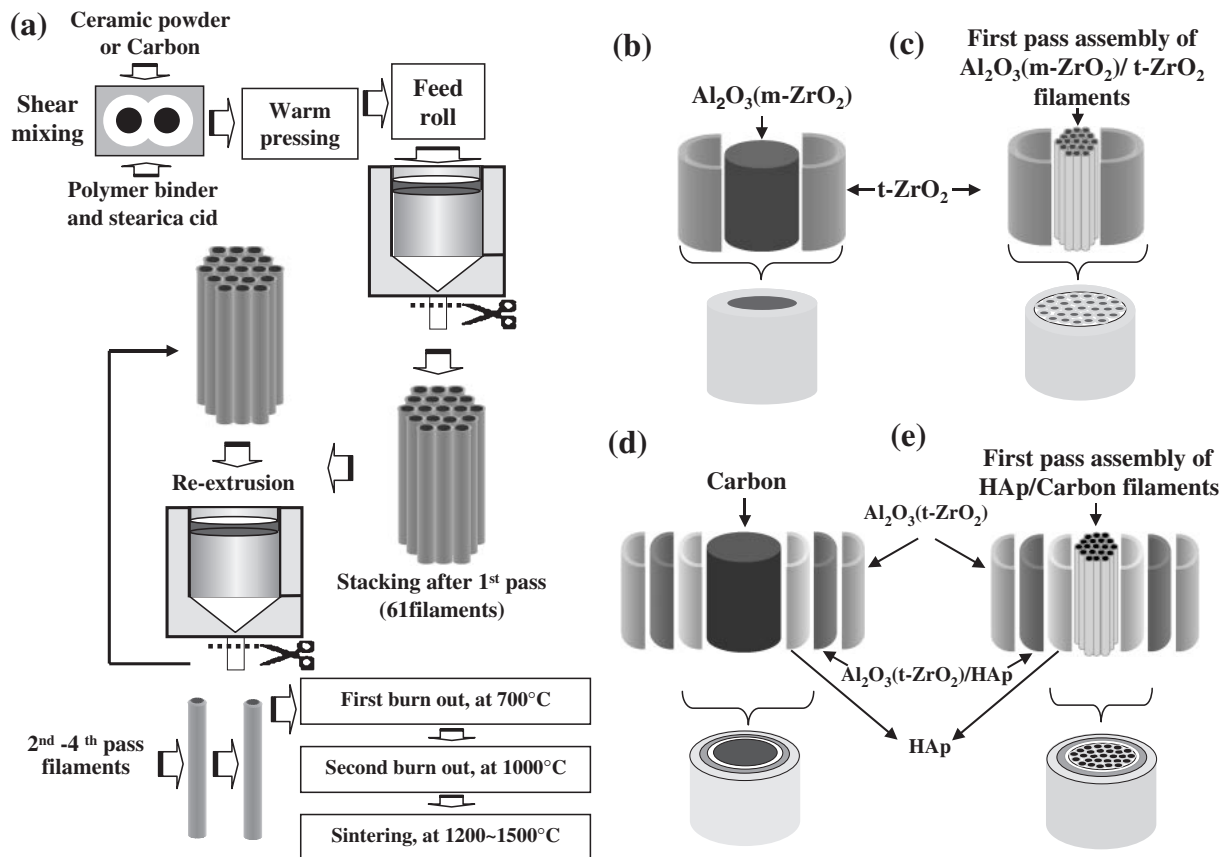 (a)
Ceramic powder
or Carbon
Shear
mixing
Polymer binder
and stearica cid
Warm
pressing
Feed
roll
Re-extrusion
Stacking after 1st pass
(61filaments)
2nd -4 th pass
filaments
First burn out, at 700°C
Second burn out, at 1000°C
Sintering, at 1200~1500°C
(b)
Al2O3(m-ZrO2)
t-ZrO2
(c)
First pass assembly of
Al2O3(m-ZrO2)/ t-ZrO2
filaments
(d)
Carbon
Al2O3(t-ZrO2)
Al2O3(t-ZrO2)/HAp
HAp
(e)
First pass assembly of
HAp/Carbon filaments